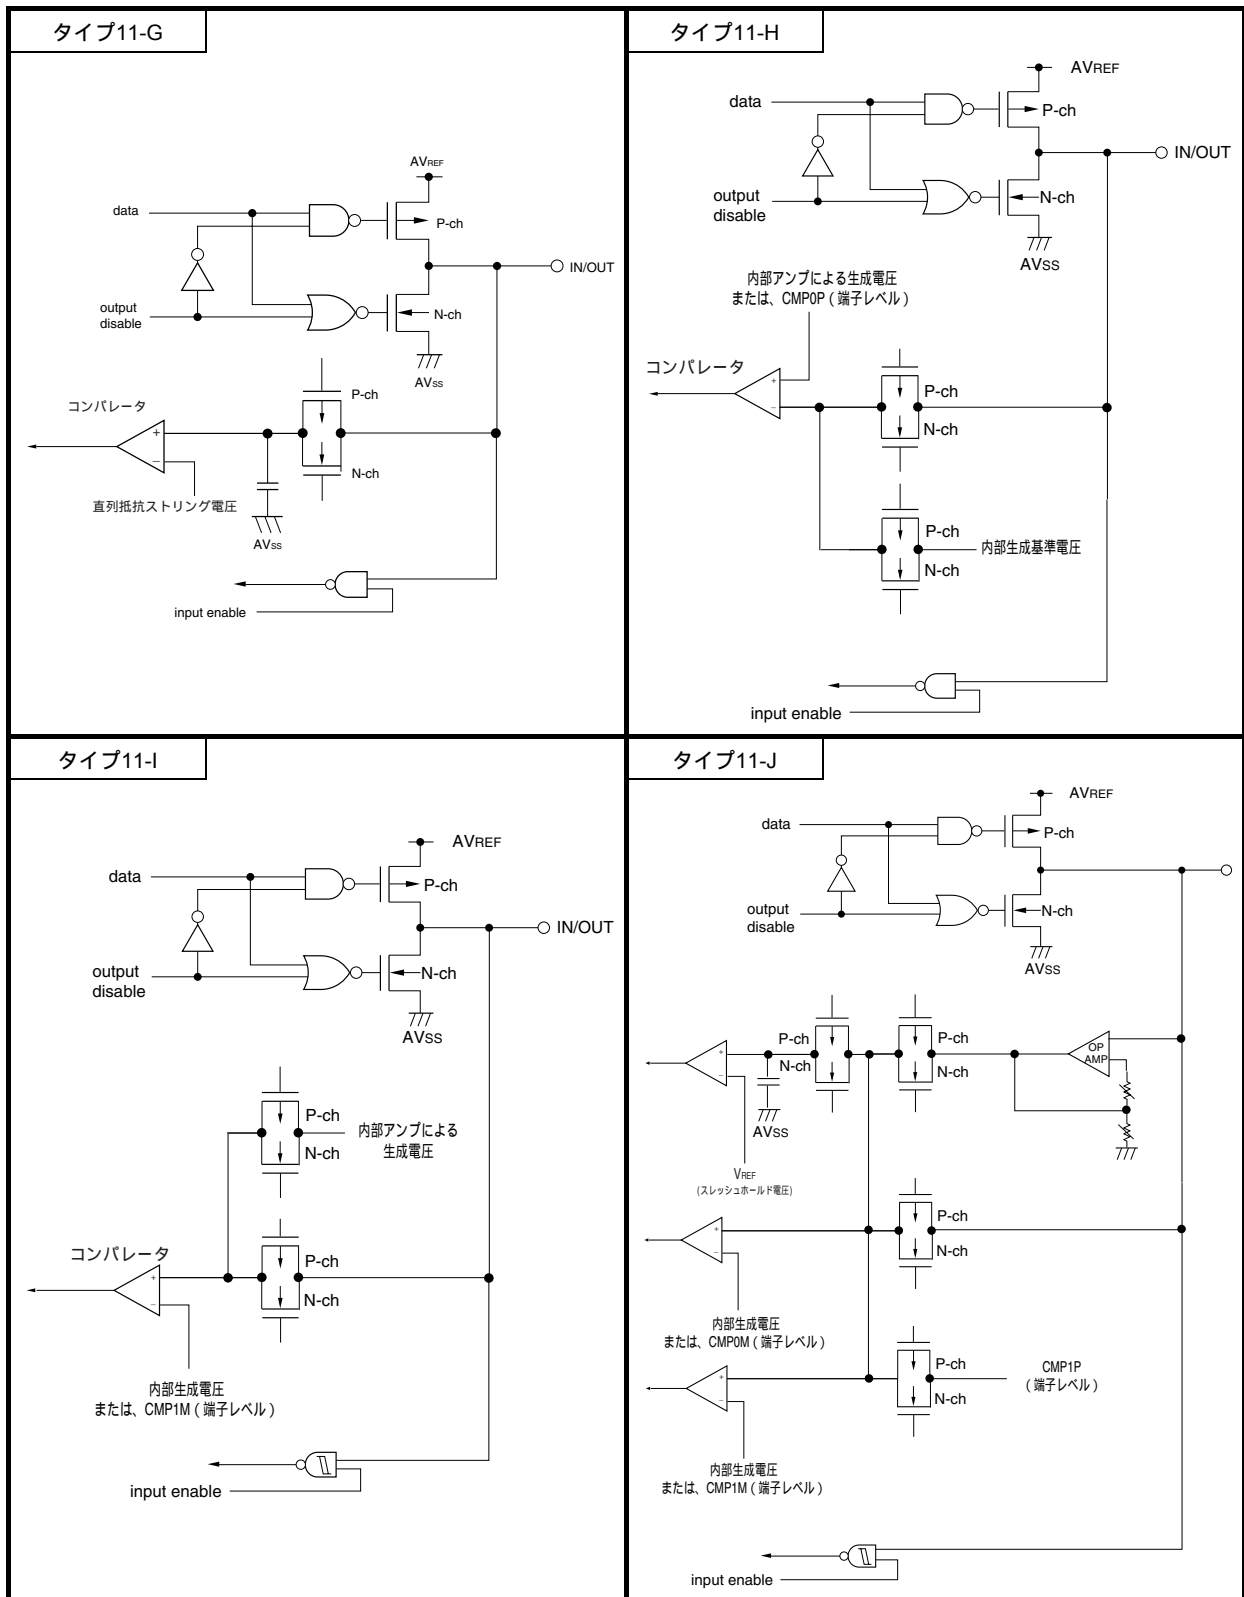 タイプ11-G
AVREF
data
P-ch
IN/OUT
output
disable
N-ch
AVss
P-ch
コンパレータ
+
−
N-ch
直列抵抗ストリング電圧
AVss
input enable
タイプ11-H
AVREF
data
P-ch
IN/OUT
output
disable
N-ch
AVSS
内部アンプによる生成電圧
または、CMP0P（端子レベル）
コンパレータ
+
−
P-ch
N-ch
P-ch
内部生成基準電圧
N-ch
input enable
タイプ11-I
AVREF
data
P-ch
IN/OUT
output
disable
N-ch
AVSS
P-ch
内部アンプによる
生成電圧
N-ch
コンパレータ
P-ch
+
−
N-ch
内部生成電圧
または、CMP1M（端子レベル）
input enable
タイプ11-J
AVREF
data
P-ch
output
disable
N-ch
AVSS
P-ch
N-ch
P-ch
N-ch
OP
AMP
+
−
AVSS
VREF
(スレッシュホールド電圧)
P-ch
N-ch
+
−
内部生成電圧
または、CMP0M（端子レベル）
P-ch
N-ch
CMP1P
（端子レベル）
+
−
内部生成電圧
または、CMP1M（端子レベル）
input enable